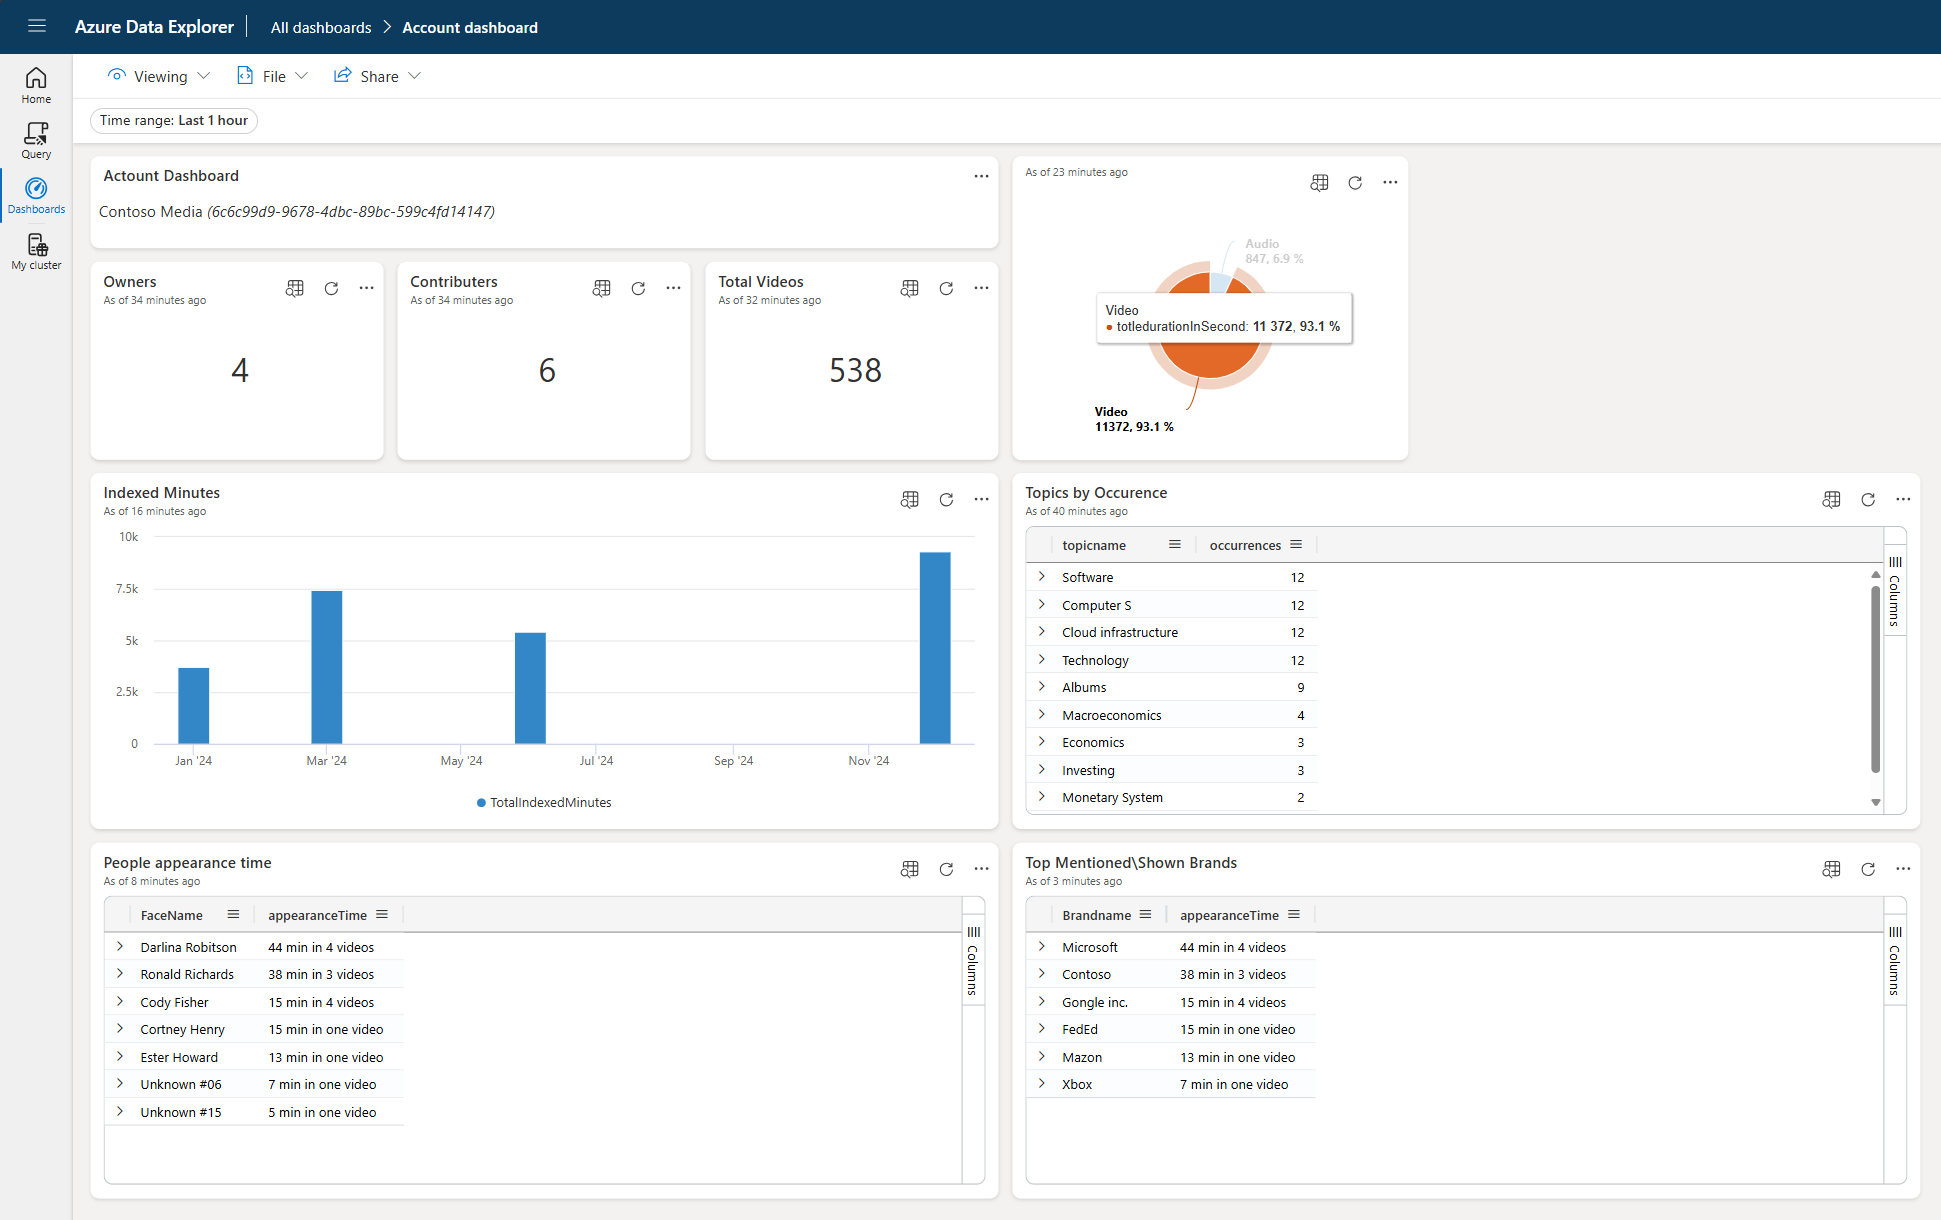 Azure Data Explorer
All dashboards
Account dashboard
Viewing
File
Share
Home
Query
Dashboards
My cluster
Time range: Last 1 hour
Actount Dashboard
Contoso Media (6c6c99d9-9678-4dbc-89bc-599c4fd14147)
As of 23 minutes ago
Audio
847, 6.9 %
Video
totledurationInSecond: 11 372, 93.1 %
Video
11372, 93.1 %
Owners
As of 34 minutes ago
4
Contributers
As of 34 minutes ago
6
Total Videos
As of 32 minutes ago
538
Indexed Minutes
As of 16 minutes ago
10k
7.5k
5k
2.5k
0
Jan '24
Mar '24
May '24
Jul '24
Sep '24
Nov '24
TotalIndexedMinutes
Topics by Occurence
As of 40 minutes ago
topicname occurrences
Software 12
Computer S 12
Cloud infrastructure 12
Technology 12
Albums 9
Macroeconomics 4
Economics 3
Investing 3
Monetary System 2
Columns
People appearance time
As of 8 minutes ago
FaceName appearanceTime
Darlina Robitson 44 min in 4 videos
Ronald Richards 38 min in 3 videos
Cody Fisher 15 min in 4 videos
Cortney Henry 15 min in one video
Ester Howard 13 min in one video
Unknown #06 7 min in one video
Unknown #15 5 min in one video
Columns
Top Mentioned\Shown Brands
As of 3 minutes ago
Brandname appearanceTime
Microsoft 44 min in 4 videos
Contoso 38 min in 3 videos
Gongle inc. 15 min in 4 videos
FedEd 15 min in one video
Mazon 13 min in one video
Xbox 7 min in one video
Columns